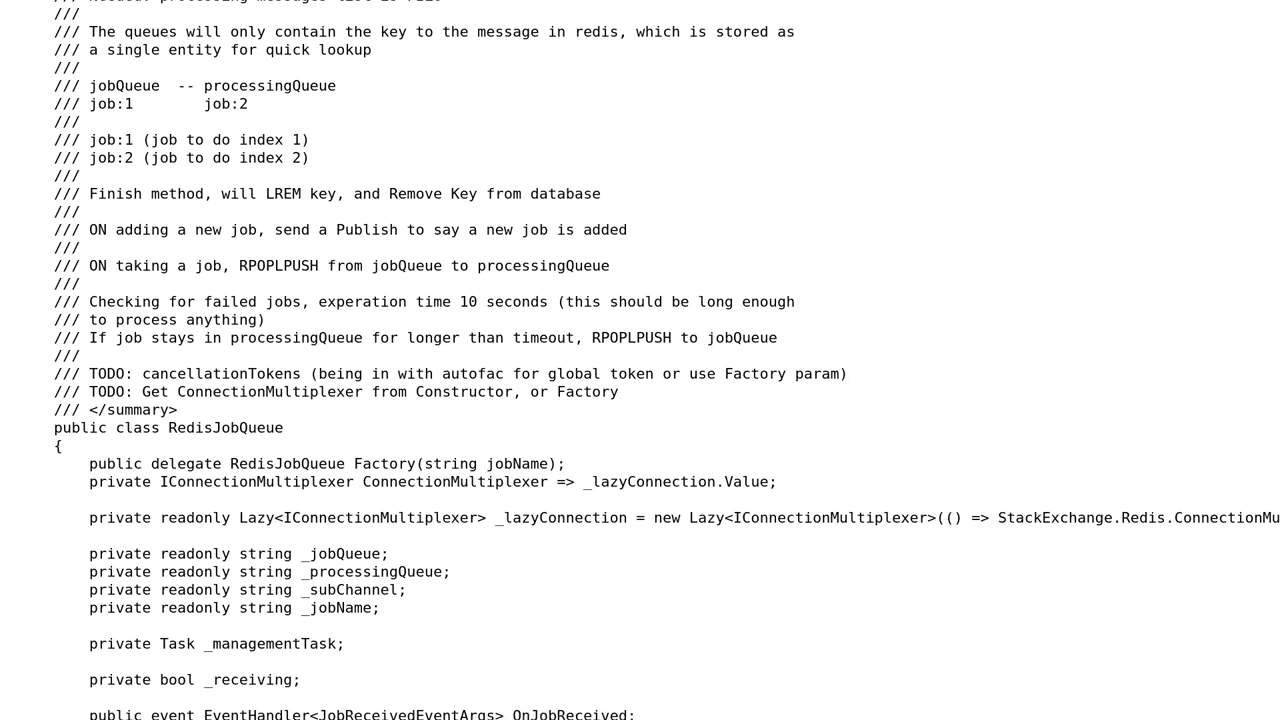 /// Needed: processing messages list is FIFO
///
/// The queues will only contain the key to the message in redis, which is stored as
/// a single entity for quick lookup
///
/// jobQueue  -- processingQueue
/// job:1        job:2
///
/// job:1 (job to do index 1)
/// job:2 (job to do index 2)
///
/// Finish method, will LREM key, and Remove Key from database
///
/// ON adding a new job, send a Publish to say a new job is added
///
/// ON taking a job, RPOPLPUSH from jobQueue to processingQueue
///
/// Checking for failed jobs, experation time 10 seconds (this should be long enough
/// to process anything)
/// If job stays in processingQueue for longer than timeout, RPOPLPUSH to jobQueue
///
/// TODO: cancellationTokens (being in with autofac for global token or use Factory param)
/// TODO: Get ConnectionMultiplexer from Constructor, or Factory
/// </summary>
public class RedisJobQueue
{
    public delegate RedisJobQueue Factory(string jobName);
    private IConnectionMultiplexer ConnectionMultiplexer => _lazyConnection.Value;

    private readonly Lazy<IConnectionMultiplexer> _lazyConnection = new Lazy<IConnectionMultiplexer>(() => StackExchange.Redis.ConnectionMu

    private readonly string _jobQueue;
    private readonly string _processingQueue;
    private readonly string _subChannel;
    private readonly string _jobName;

    private Task _managementTask;

    private bool _receiving;

    public event EventHandler<JobReceivedEventArgs> OnJobReceived;